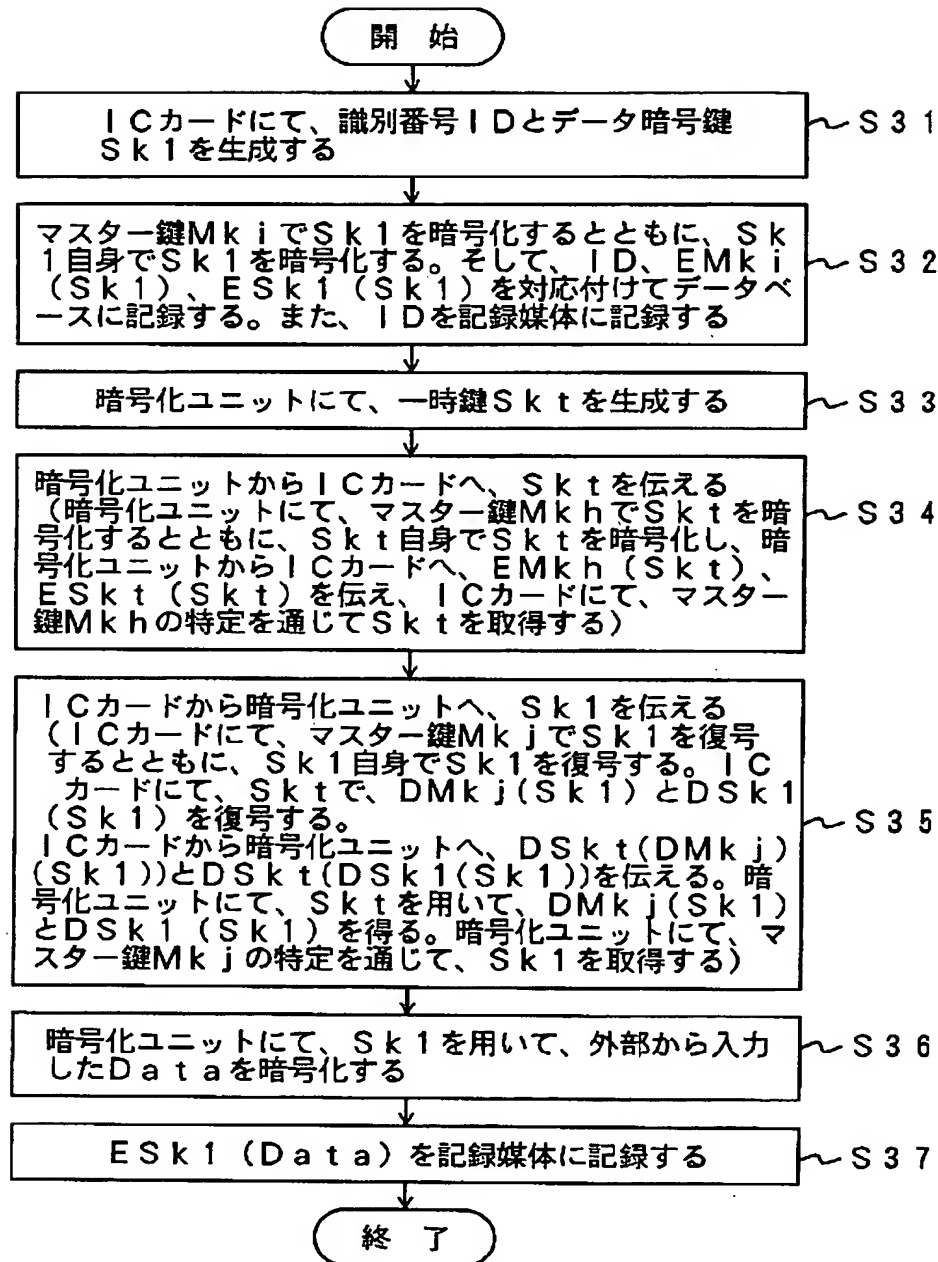 開 始
ICカードにて、識別番号IDとデータ暗号鍵
Sk1を生成する
S31
マスター鍵MkiでSk1を暗号化するとともに、Sk
1自身でSk1を暗号化する。そして、ID、EMki
(Sk1)、ESk1(Sk1)を対応付けてデータベ
ースに記録する。また、IDを記録媒体に記録する
S32
暗号化ユニットにて、一時鍵Sktを生成する
S33
暗号化ユニットからICカードへ、Sktを伝える
(暗号化ユニットにて、マスター鍵MkhでSktを暗
号化するとともに、Skt自身でSktを暗号化し、暗
号化ユニットからICカードへ、EMkh(Skt)、
ESkt(Skt)を伝え、ICカードにて、マスター
鍵Mkhの特定を通じてSktを取得する)
S34
ICカードから暗号化ユニットへ、Sk1を伝える
(ICカードにて、マスター鍵MkjでSk1を復号
するとともに、Sk1自身でSk1を復号する。IC
カードにて、Sktで、DMkj(Sk1)とDSk1
(Sk1)を復号する。
ICカードから暗号化ユニットへ、DSkt(DMkj)
(Sk1))とDSkt(DSk1(Sk1))を伝える。暗
号化ユニットにて、Sktを用いて、DMkj(Sk1)
とDSk1(Sk1)を得る。暗号化ユニットにて、マ
スター鍵Mkjの特定を通じて、Sk1を取得する)
S35
暗号化ユニットにて、Sk1を用いて、外部から入力
したDataを暗号化する
S36
ESk1(Data)を記録媒体に記録する
S37
終 了